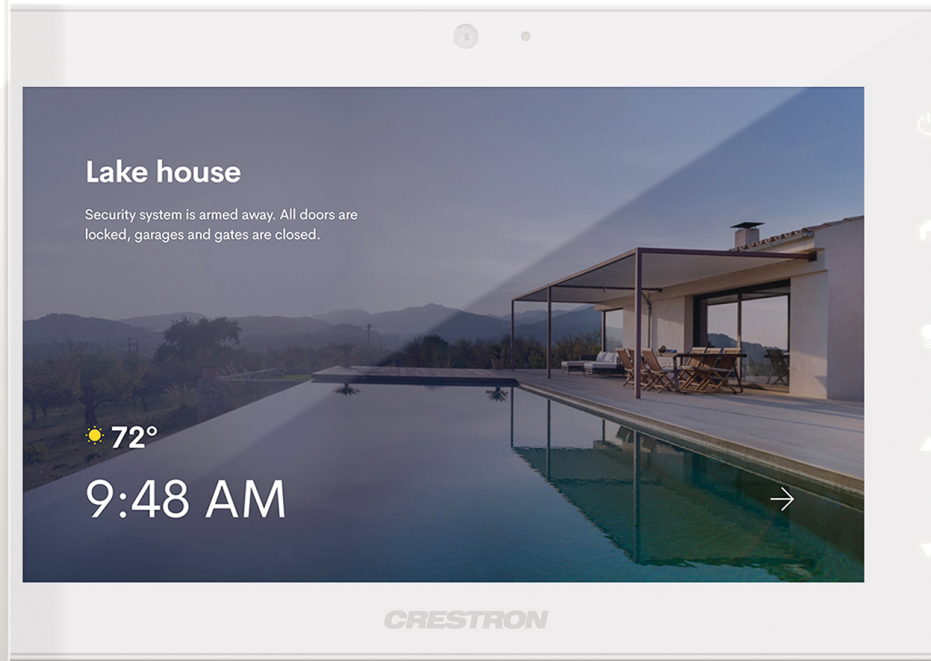 Lake house
Security system is armed away. All doors are
locked, garages and gates are closed.
72°
9:48 AM
CRESTRON